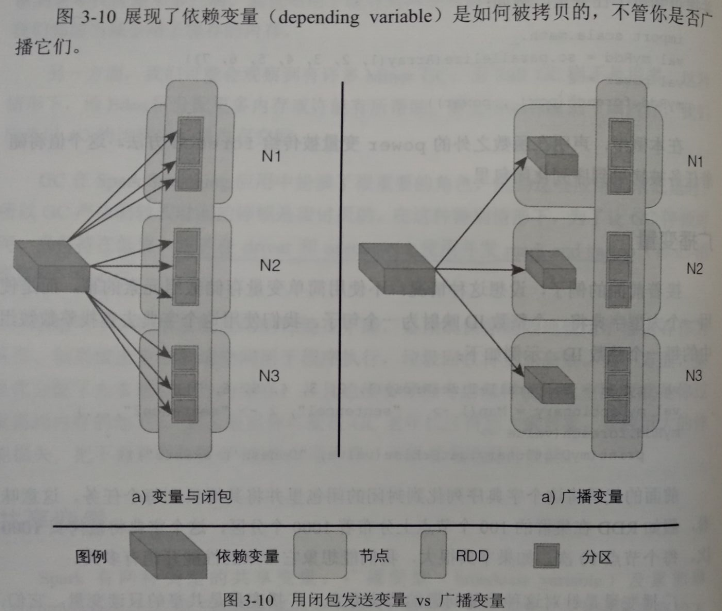 图 3-10 展现了依赖变量（depending variable）是如何被拷贝的，不管你是否广
播它们。
N1
N2
N3
N1
N2
N3
a) 变量与闭包
a) 广播变量
图例
依赖变量
节点
RDD
分区
图 3-10 用闭包发送变量 vs 广播变量